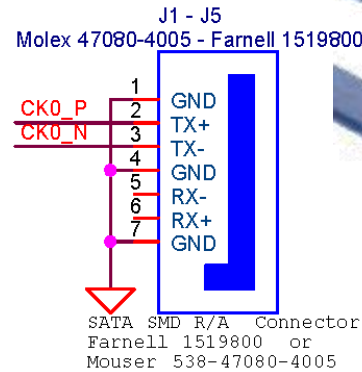 J1 - J5
Molex 47080-4005 - Farnell 1519800
1 GND
CK0_P 2 TX+
CK0_N 3 TX-
4 GND
5 RX-
6 RX+
7 GND
SATA SMD R/A Connector
Farnell 1519800 or
Mouser 538-47080-4005